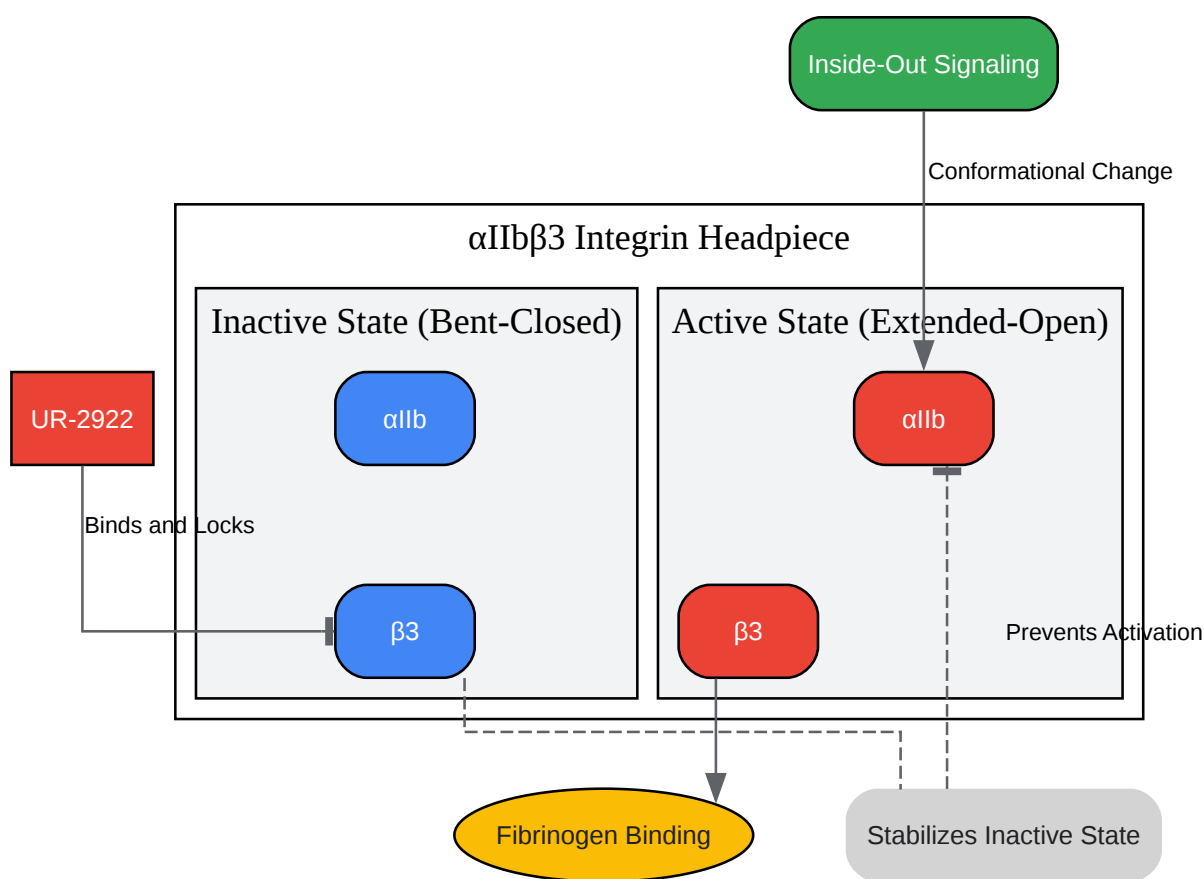 Inside-Out Signaling
Conformational Change
αIIbβ3 Integrin Headpiece
Inactive State (Bent-Closed)
Active State (Extended-Open)
UR-2922
αIIb
αIIb
Binds and Locks
β3
β3
Prevents Activation
Fibrinogen Binding
Stabilizes Inactive State